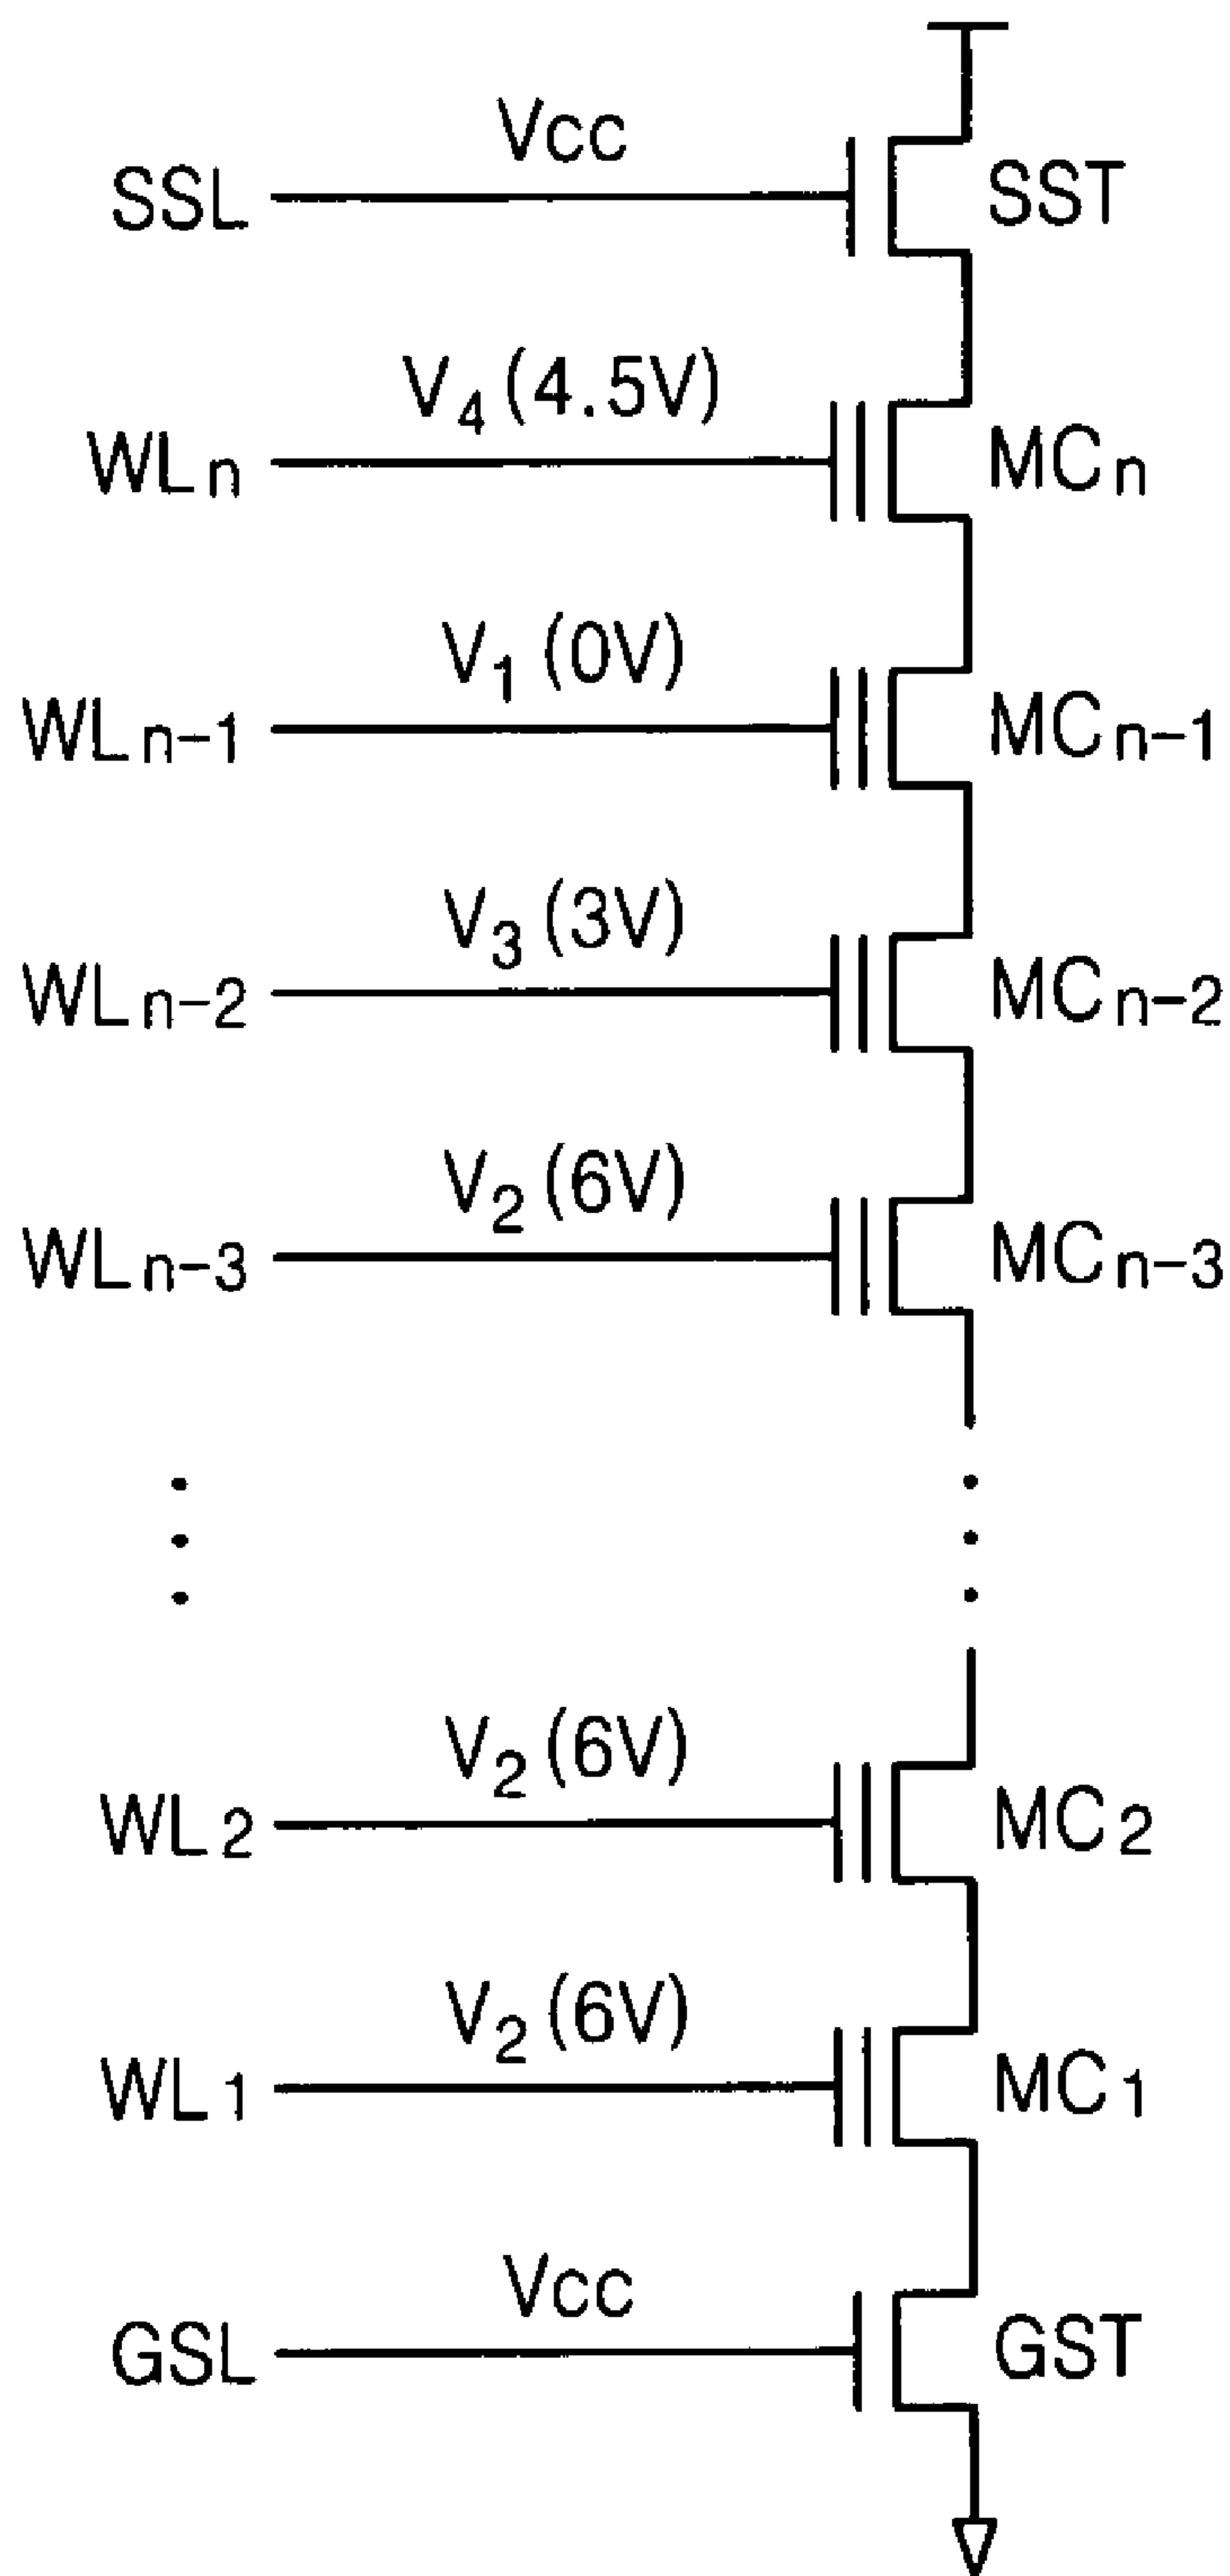 Vcc
SSL SST
V4 (4.5V)
WLn MCn
V1 (0V)
WLn-1 MCn-1
V3 (3V)
WLn-2 MCn-2
V2 (6V)
WLn-3 MCn-3
V2 (6V)
WL2 MC2
V2 (6V)
WL1 MC1
Vcc
GSL GST